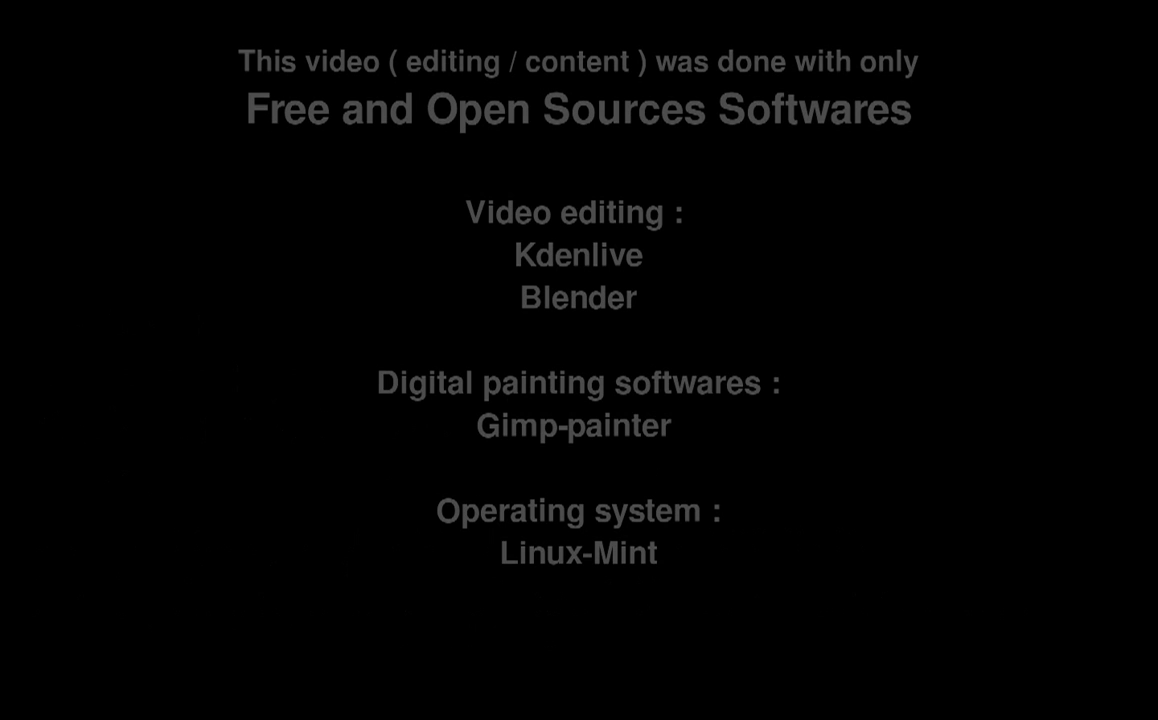 This video ( editing / content ) was done with only
Free and Open Sources Softwares
Video editing :
Kdenlive
Blender
Digital painting softwares :
Gimp-painter
Operating system :
Linux-Mint